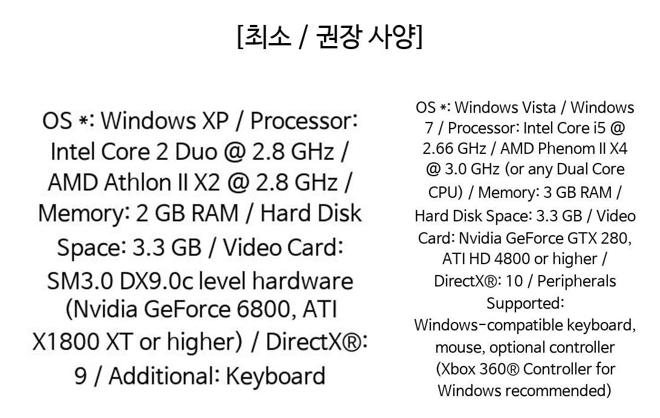 [최소 / 권장 사양]
OS *: Windows XP / Processor:
Intel Core 2 Duo @ 2.8 GHz /
AMD Athlon II X2 @ 2.8 GHz /
Memory: 2 GB RAM / Hard Disk
Space: 3.3 GB / Video Card:
SM3.0 DX9.0c level hardware
(Nvidia GeForce 6800, ATI
X1800 XT or higher) / DirectX®:
9 / Additional: Keyboard
OS *: Windows Vista / Windows
7 / Processor: Intel Core i5 @
2.66 GHz / AMD Phenom II X4
@ 3.0 GHz (or any Dual Core
CPU) / Memory: 3 GB RAM /
Hard Disk Space: 3.3 GB / Video
Card: Nvidia GeForce GTX 280,
ATI HD 4800 or higher /
DirectX®: 10 / Peripherals
Supported:
Windows-compatible keyboard,
mouse, optional controller
(Xbox 360® Controller for
Windows recommended)